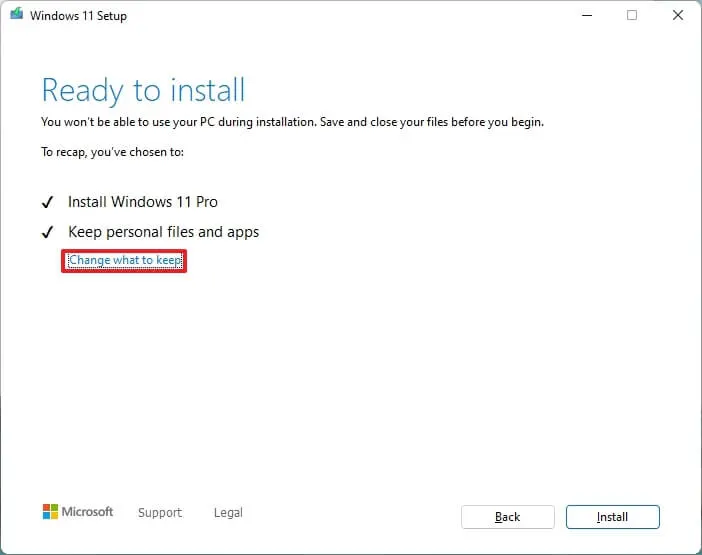 Windows 11 Setup
Ready to install
You won't be able to use your PC during installation. Save and close your files before you begin.
To recap, you've chosen to:
Install Windows 11 Pro
Keep personal files and apps
Change what to keep
Microsoft Support Legal Back Install